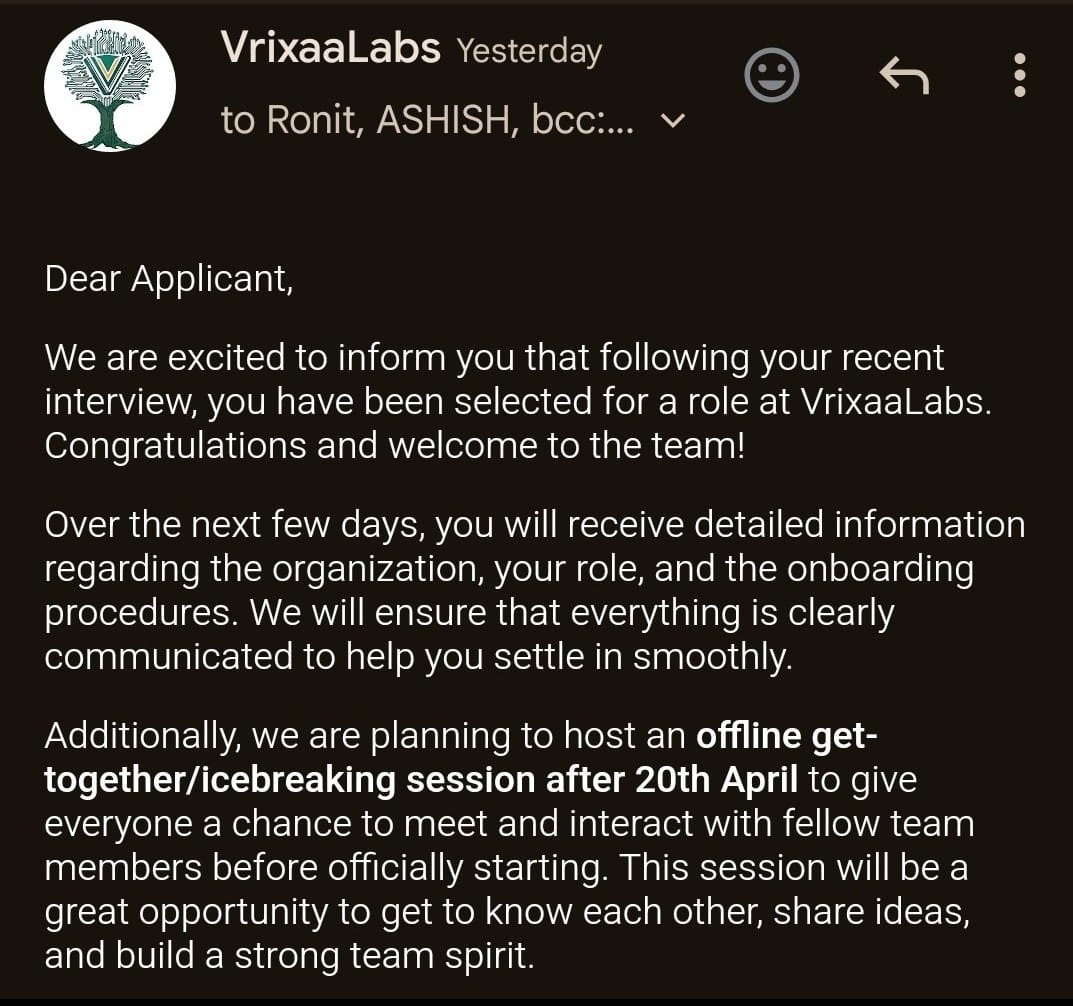 VrixaaLabs Yesterday
to Ronit, ASHISH, bcc:...
Dear Applicant,
We are excited to inform you that following your recent
interview, you have been selected for a role at VrixaaLabs.
Congratulations and welcome to the team!
Over the next few days, you will receive detailed information
regarding the organization, your role, and the onboarding
procedures. We will ensure that everything is clearly
communicated to help you settle in smoothly.
Additionally, we are planning to host an offline get-
together/icebreaking session after 20th April to give
everyone a chance to meet and interact with fellow team
members before officially starting. This session will be a
great opportunity to get to know each other, share ideas,
and build a strong team spirit.